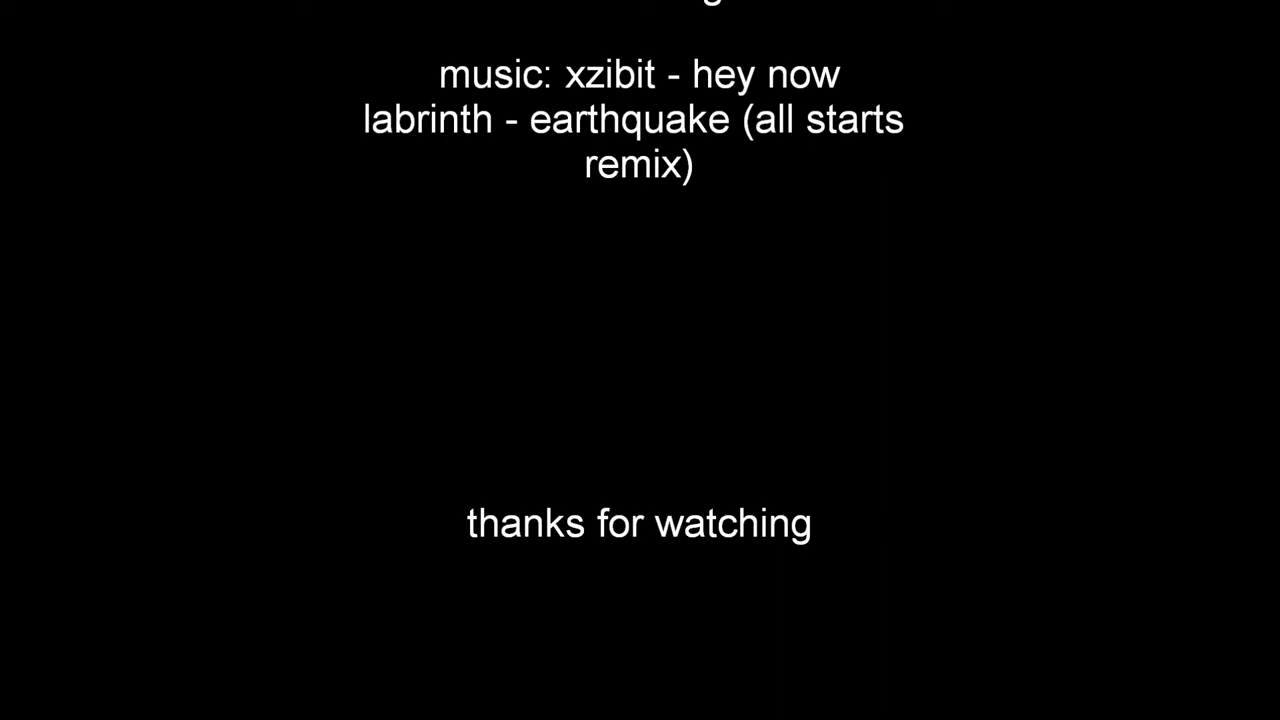 music: xzibit - hey now
labrinth - earthquake (all starts
remix)
thanks for watching